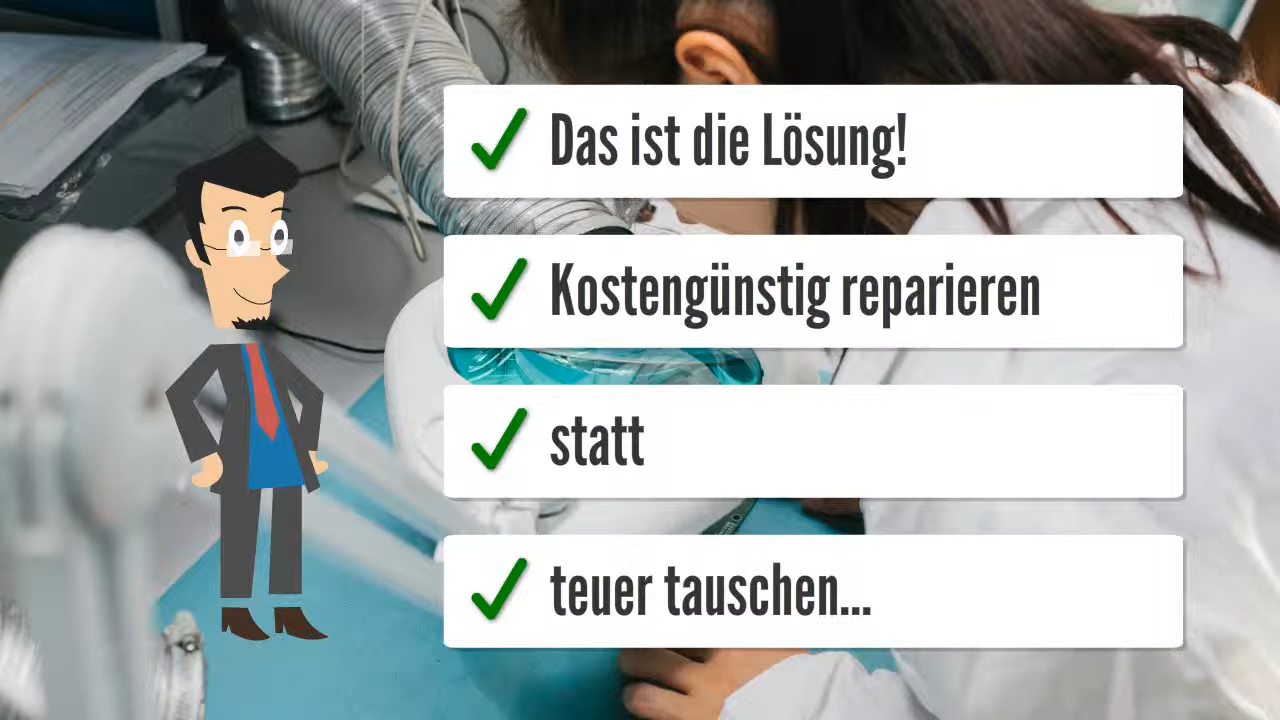 Das ist die Lösung!
Kostengünstig reparieren
statt
teuer tauschen...